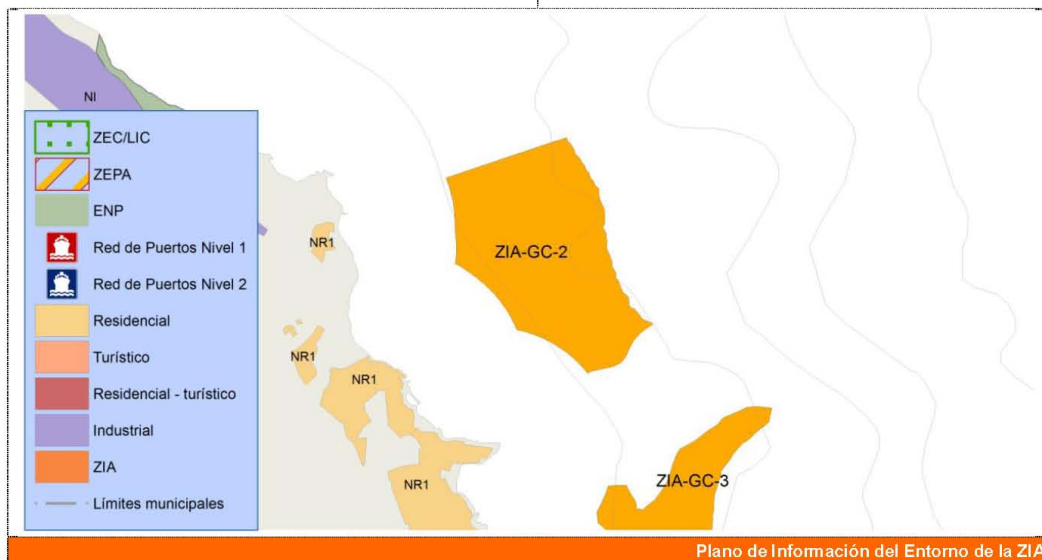 NI
ZEC/LIC
ZEPA
ENP
Red de Puertos Nivel 1
Red de Puertos Nivel 2
Residencial
Turístico
Residencial - turístico
Industrial
ZIA
Límites municipales
NR1
NR1
NR1
NR1
ZIA-GC-2
ZIA-GC-3
Plano de Información del Entorno de la ZIA